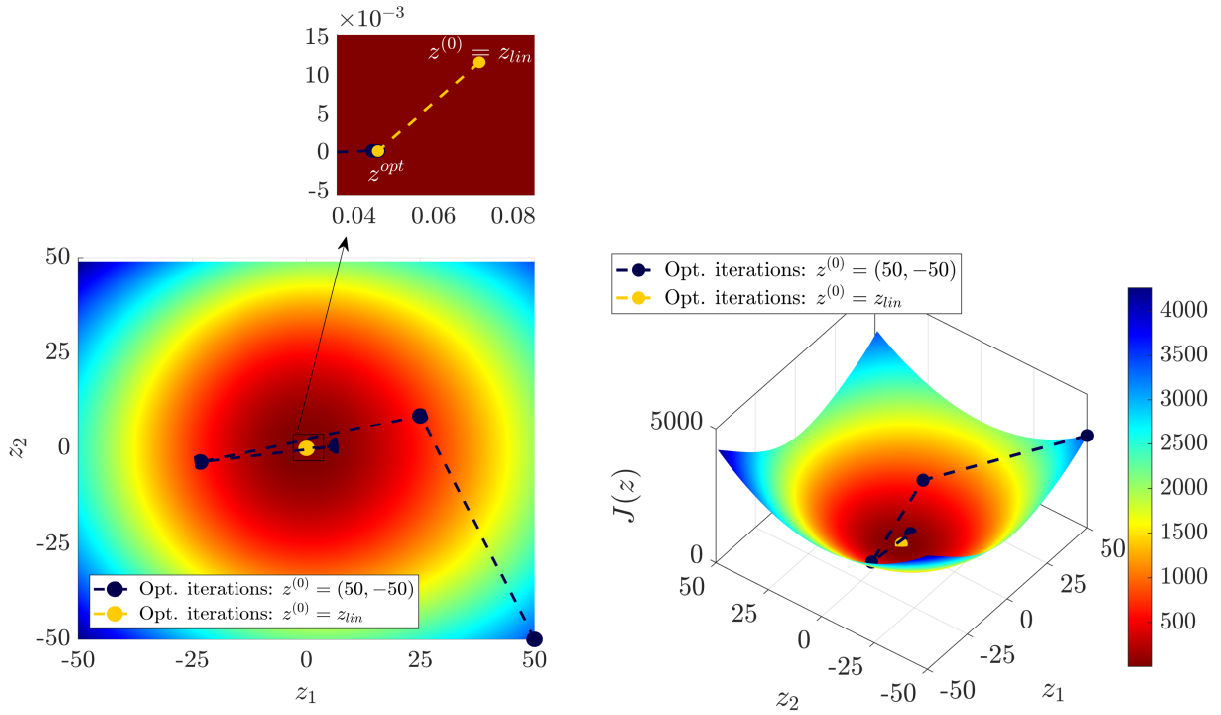 ×10⁻³
15
10
5
0
-5
z⁽⁰⁾ = z_lin
z^opt
0.04 0.06 0.08
50
25
0
-25
-50
z₂
-50 -25 0 25 50
z₁
Opt. iterations: z⁽⁰⁾ = (50, −50)
Opt. iterations: z⁽⁰⁾ = z_lin
Opt. iterations: z⁽⁰⁾ = (50, −50)
Opt. iterations: z⁽⁰⁾ = z_lin
5000
0
J(z)
50
25
0
-25
-50
z₂
50
25
0
-25
-50
z₁
4000
3500
3000
2500
2000
1500
1000
500